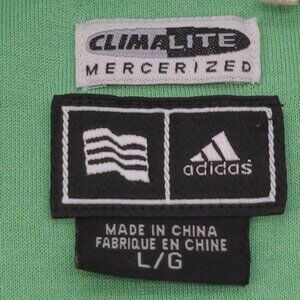 CLIMALITE
MERCERIZED
adidas
MADE IN CHINA
FABRIQUE EN CHINE
L/G